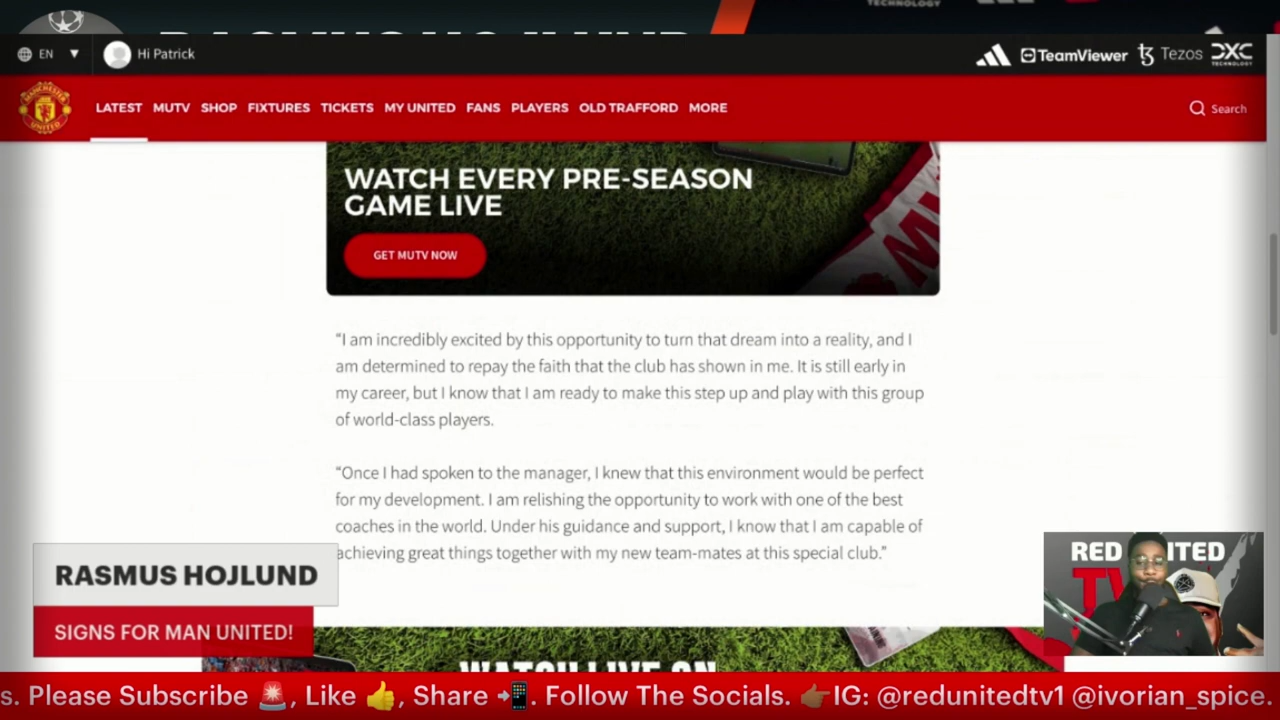 EN
Hi Patrick
TeamViewer
Tezos
DXC
TECHNOLOGY
MANCHESTER
UNITED
LATEST MUTV SHOP FIXTURES TICKETS MY UNITED FANS PLAYERS OLD TRAFFORD MORE
Search
WATCH EVERY PRE-SEASON
GAME LIVE
GET MUTV NOW
“I am incredibly excited by this opportunity to turn that dream into a reality, and I
am determined to repay the faith that the club has shown in me. It is still early in
my career, but I know that I am ready to make this step up and play with this group
of world-class players.
“Once I had spoken to the manager, I knew that this environment would be perfect
for my development. I am relishing the opportunity to work with one of the best
coaches in the world. Under his guidance and support, I know that I am capable of
achieving great things together with my new team-mates at this special club.”
RASMUS HOJLUND
SIGNS FOR MAN UNITED!
WATCH LIVE ON
s. Please Subscribe 🚨, Like 👍, Share 📲. Follow The Socials. 👉IG: @redunitedtv1 @ivorian_spice.